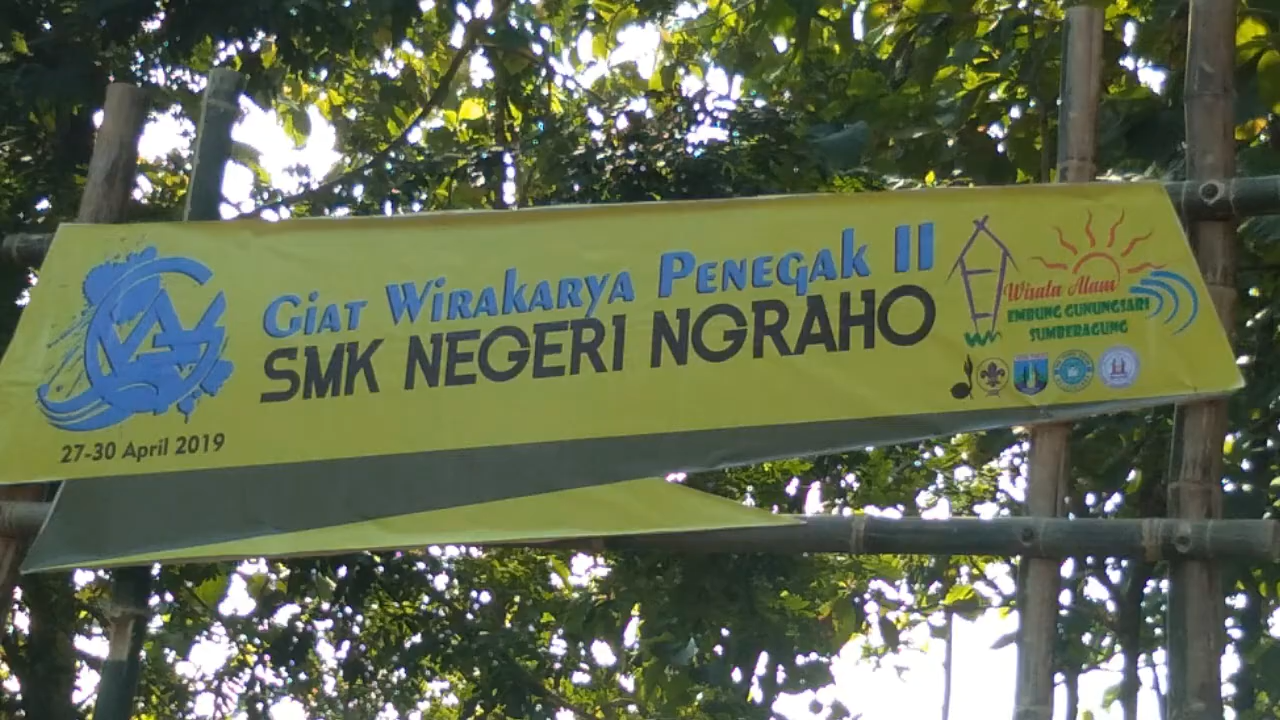 Giat Wirakarya Penegak II
SMK NEGERI NGRAHO
27-30 April 2019
Wisata Alam
EMBUNG GUNUNGSARI
SUMBERAGUNG